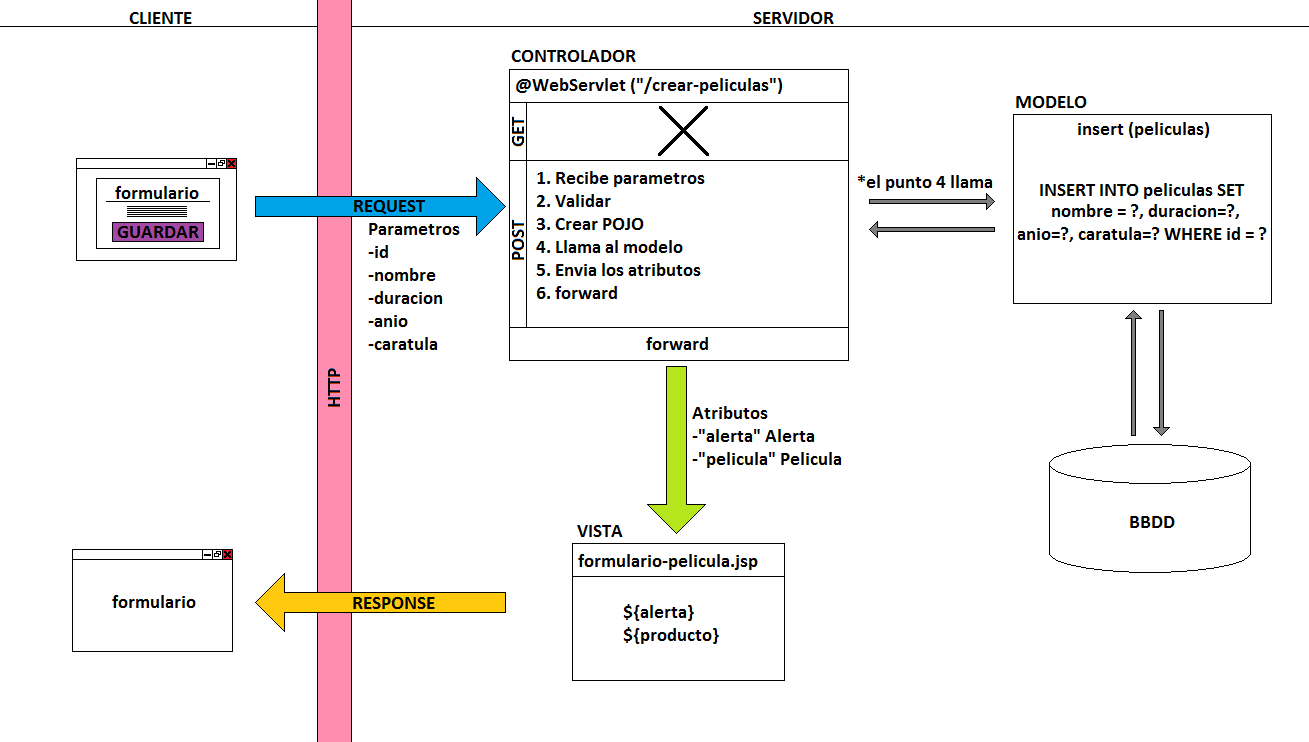 CLIENTE
SERVIDOR
HTTP
formulario
GUARDAR
REQUEST
Parametros
-id
-nombre
-duracion
-anio
-caratula
CONTROLADOR
@WebServlet ("/crear-peliculas")
GET
POST
1. Recibe parametros
2. Validar
3. Crear POJO
4. Llama al modelo
5. Envia los atributos
6. forward
forward
*el punto 4 llama
MODELO
insert (peliculas)
INSERT INTO peliculas SET
nombre = ?, duracion=?,
anio=?, caratula=? WHERE id = ?
BBDD
Atributos
-"alerta" Alerta
-"pelicula" Pelicula
VISTA
formulario-pelicula.jsp
${alerta}
${producto}
RESPONSE
formulario